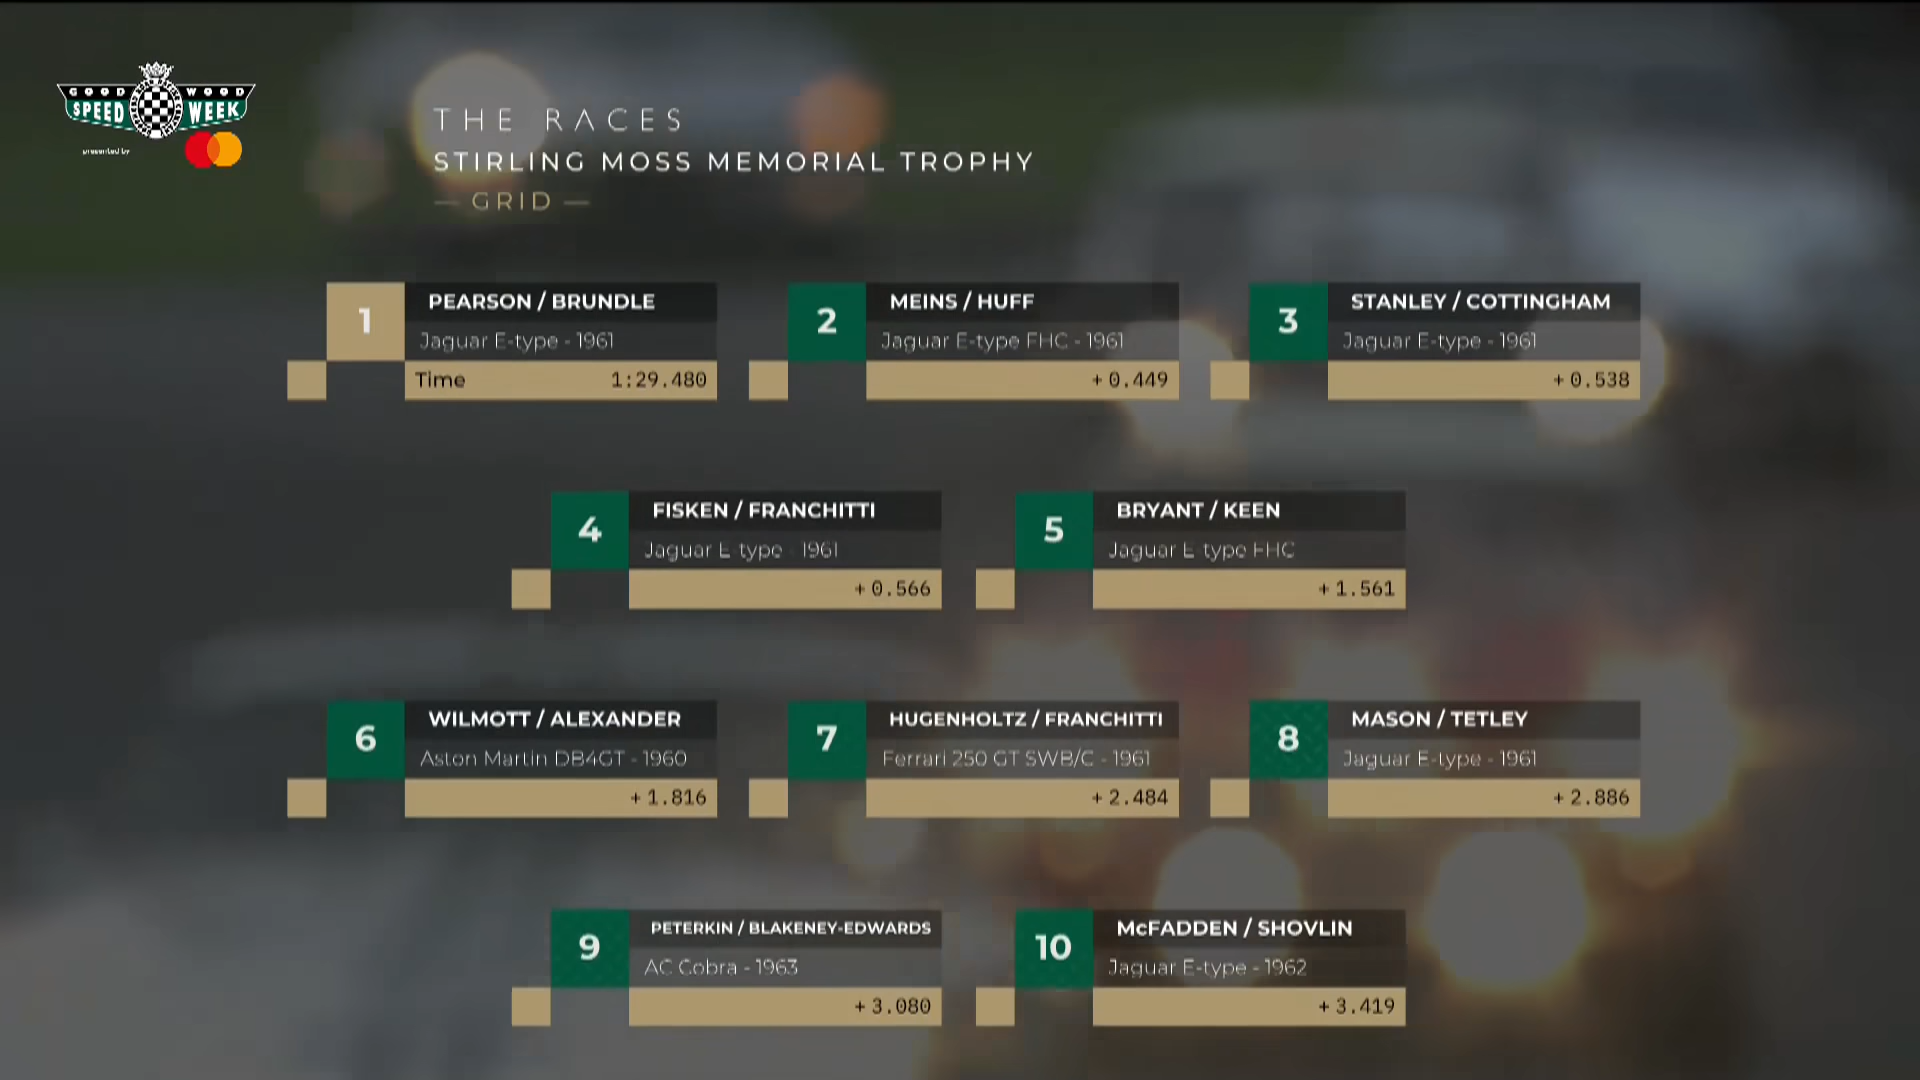 GOODWOOD
SPEED WEEK
presented by
THE RACES
STIRLING MOSS MEMORIAL TROPHY
— GRID —
1 PEARSON / BRUNDLE
Jaguar E-type - 1961
Time 1:29.480
2 MEINS / HUFF
Jaguar E-type FHC - 1961
+ 0.449
3 STANLEY / COTTINGHAM
Jaguar E-type - 1961
+ 0.538
4 FISKEN / FRANCHITTI
Jaguar E-type - 1961
+ 0.566
5 BRYANT / KEEN
Jaguar E-type FHC
+ 1.561
6 WILMOTT / ALEXANDER
Aston Martin DB4GT - 1960
+ 1.816
7 HUGENHOLTZ / FRANCHITTI
Ferrari 250 GT SWB/C - 1961
+ 2.484
8 MASON / TETLEY
Jaguar E-type - 1961
+ 2.886
9 PETERKIN / BLAKENEY-EDWARDS
AC Cobra - 1963
+ 3.080
10 McFADDEN / SHOVLIN
Jaguar E-type - 1962
+ 3.419